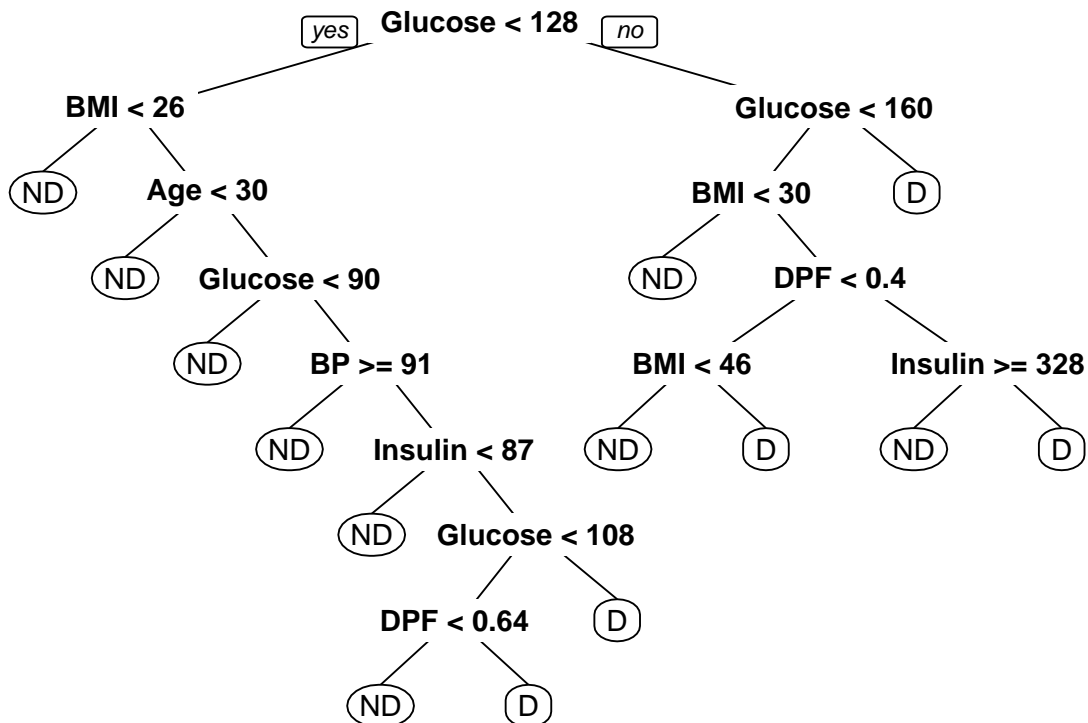 yes Glucose < 128 no
BMI < 26 Glucose < 160
ND Age < 30 BMI < 30 D
ND Glucose < 90 ND DPF < 0.4
ND BP >= 91 BMI < 46 Insulin >= 328
ND Insulin < 87 ND D ND D
ND Glucose < 108
DPF < 0.64 D
ND D